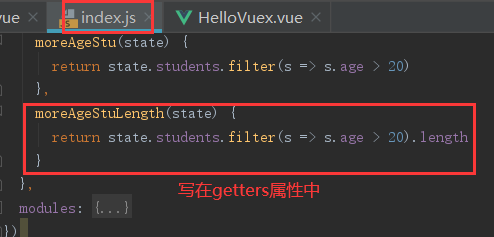 vue × index.js × HelloVuex.vue ×
moreAgeStu(state) {
return state.students.filter(s => s.age > 20)
},
moreAgeStuLength(state) {
return state.students.filter(s => s.age > 20).length
}
写在getters属性中
},
modules: {...}
})